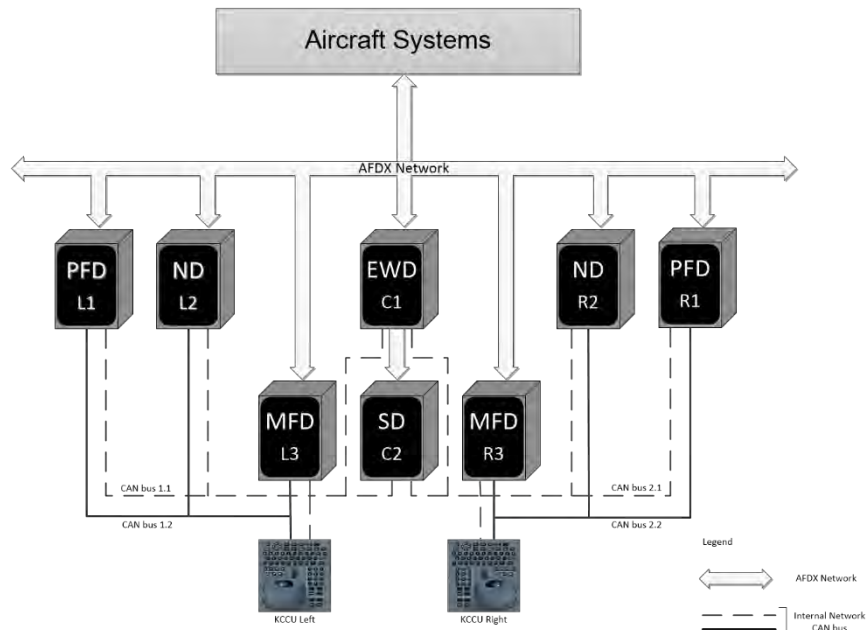 Aircraft Systems
AFDX Network
PFD
L1
ND
L2
EWD
C1
ND
R2
PFD
R1
MFD
L3
SD
C2
MFD
R3
CAN bus 1.1
CAN bus 2.1
CAN bus 1.2
CAN bus 2.2
KCCU Left
KCCU Right
Legend
AFDX Network
Internal Network
CAN bus